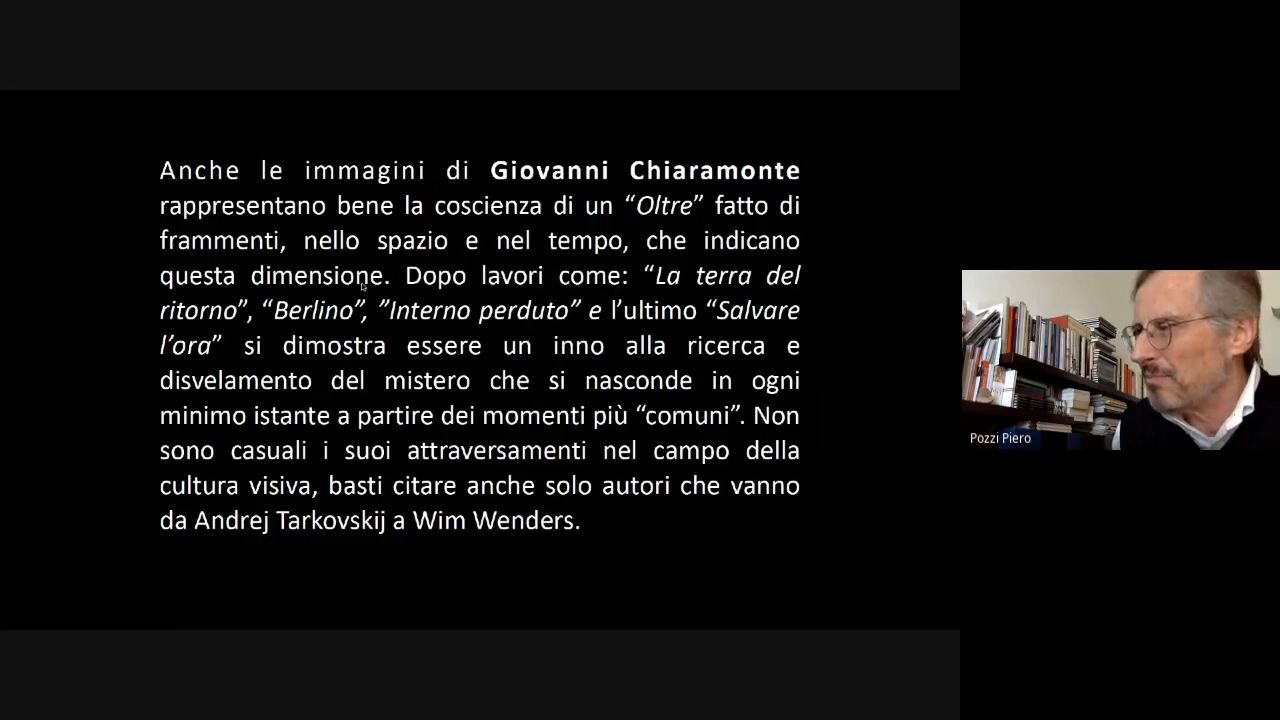 Anche le immagini di Giovanni Chiaramonte
rappresentano bene la coscienza di un “Oltre” fatto di
frammenti, nello spazio e nel tempo, che indicano
questa dimensione. Dopo lavori come: “La terra del
ritorno”, “Berlino”, ”Interno perduto” e l’ultimo “Salvare
l’ora” si dimostra essere un inno alla ricerca e
disvelamento del mistero che si nasconde in ogni
minimo istante a partire dei momenti più “comuni”. Non
sono casuali i suoi attraversamenti nel campo della
cultura visiva, basti citare anche solo autori che vanno
da Andrej Tarkovskij a Wim Wenders.
Pozzi Piero